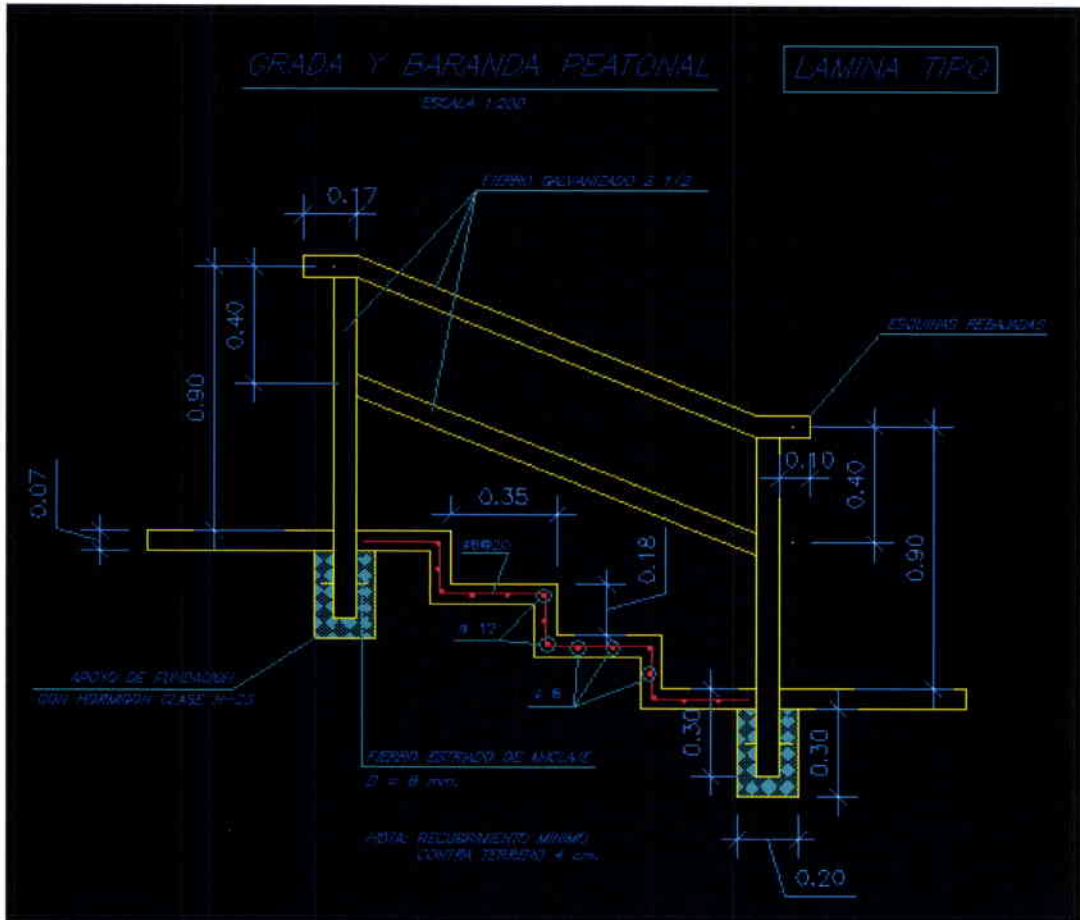 GRADA Y BARANDA PEATONAL
LAMINA TIPO
ESCALA 1:200
FIERRO GALVANIZADO 2 1/2
0.17
0.40
0.90
0.07
ESQUINAS REBAJADAS
0.10
0.40
0.90
0.35
0.18
ø 12
ø 8
APOYO DE FUNDACION
CON HORMIGON CLASE H-25
FIERRO ESTRIADO DE ANCLAJE
D = 8 mm.
0.30
0.30
0.20
NOTA: RECUBRIMIENTO MINIMO
CONTRA TERRENO 4 cm.